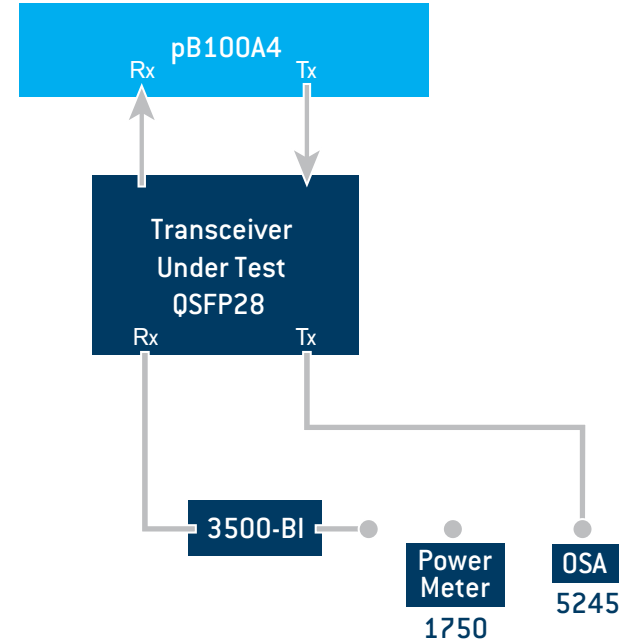 pB100A4
Rx
Tx
Transceiver
Under Test
QSFP28
Rx
Tx
3500-BI
Power
Meter
1750
OSA
5245